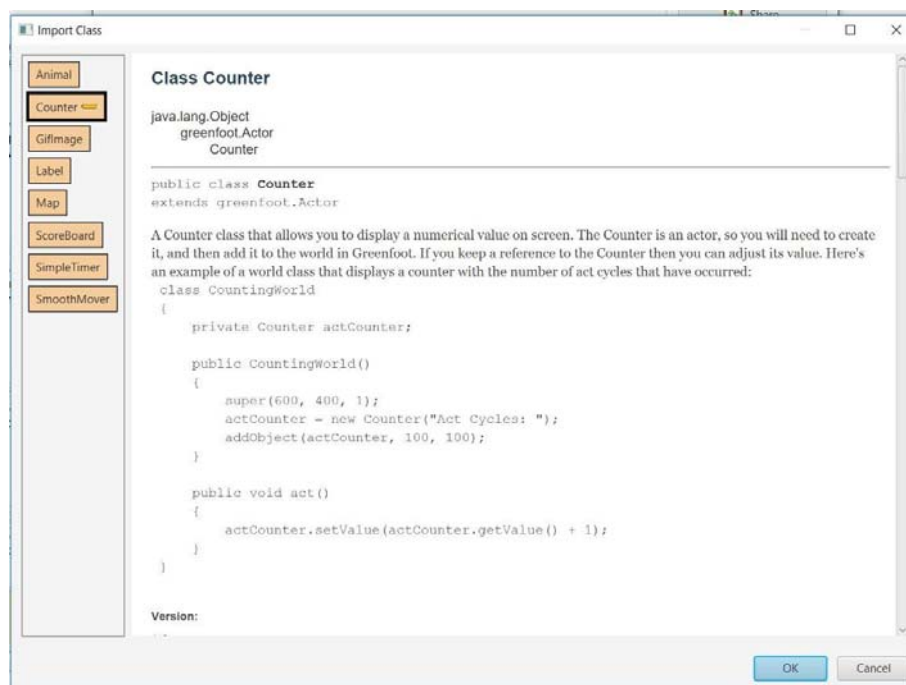 Share
Import Class
Animal
Counter
GifImage
Label
Map
ScoreBoard
SimpleTimer
SmoothMover
Class Counter
java.lang.Object
greenfoot.Actor
Counter
public class Counter
extends greenfoot.Actor
A Counter class that allows you to display a numerical value on screen. The Counter is an actor, so you will need to create
it, and then add it to the world in Greenfoot. If you keep a reference to the Counter then you can adjust its value. Here's
an example of a world class that displays a counter with the number of act cycles that have occurred:
class CountingWorld
{
private Counter actCounter;
public CountingWorld()
{
super(600, 400, 1);
actCounter = new Counter("Act Cycles: ");
addObject(actCounter, 100, 100);
}
public void act()
{
actCounter.setValue(actCounter.getValue() + 1);
}
}
Version:
OK
Cancel